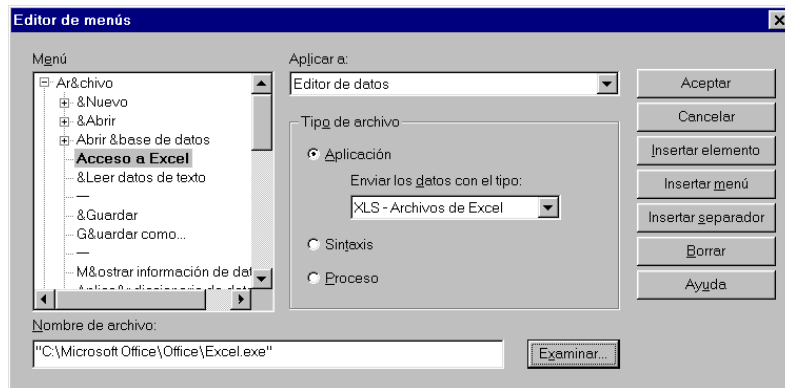 Editor de menús
Menú
Ar&chivo
&Nuevo
&Abrir
Abrir &base de datos
Acceso a Excel
&Leer datos de texto
—
&Guardar
G&uardar como...
—
M&ostrar información de dat
Aplicar:
Editor de datos
Tipo de archivo
Aplicación
Enviar los datos con el tipo:
XLS - Archivos de Excel
Sintaxis
Proceso
Aceptar
Cancelar
Insertar elemento
Insertar menú
Insertar separador
Borrar
Ayuda
Nombre de archivo:
"C:\Microsoft Office\Office\Excel.exe"
Examinar...